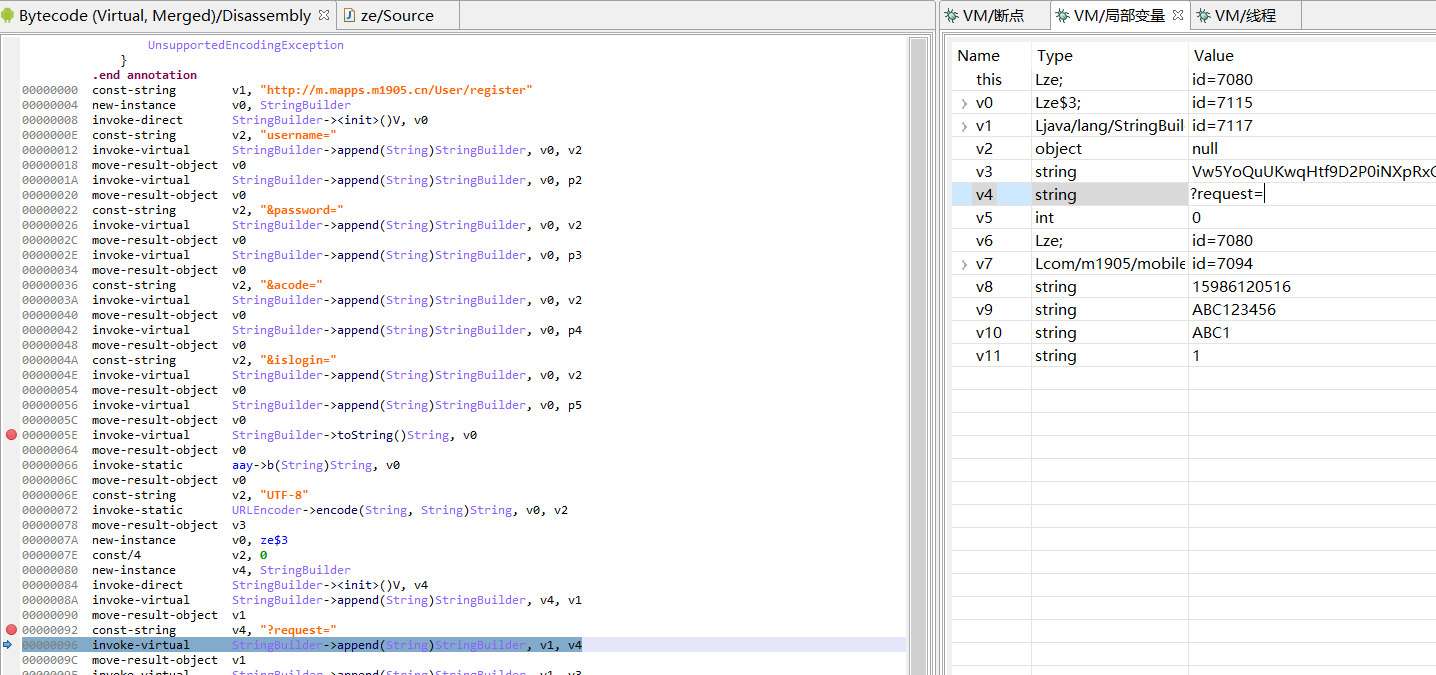 Bytecode (Virtual, Merged)/Disassembly ze/Source
UnsupportedEncodingException
}
.end annotation
00000000 const-string v1, "http://m.mapps.m1905.cn/User/register"
00000004 new-instance v0, StringBuilder
00000008 invoke-direct StringBuilder-><init>()V, v0
0000000E const-string v2, "username="
00000012 invoke-virtual StringBuilder->append(String)StringBuilder, v0, v2
00000018 move-result-object v0
0000001A invoke-virtual StringBuilder->append(String)StringBuilder, v0, p2
00000020 move-result-object v0
00000022 const-string v2, "&password="
00000026 invoke-virtual StringBuilder->append(String)StringBuilder, v0, v2
0000002C move-result-object v0
0000002E invoke-virtual StringBuilder->append(String)StringBuilder, v0, p3
00000034 move-result-object v0
00000036 const-string v2, "&acode="
0000003A invoke-virtual StringBuilder->append(String)StringBuilder, v0, v2
00000040 move-result-object v0
00000042 invoke-virtual StringBuilder->append(String)StringBuilder, v0, p4
00000048 move-result-object v0
0000004A const-string v2, "&islogin="
0000004E invoke-virtual StringBuilder->append(String)StringBuilder, v0, v2
00000054 move-result-object v0
00000056 invoke-virtual StringBuilder->append(String)StringBuilder, v0, p5
0000005C move-result-object v0
0000005E invoke-virtual StringBuilder->toString()String, v0
00000064 move-result-object v0
00000066 invoke-static aay->b(String)String, v0
0000006C move-result-object v0
0000006E const-string v2, "UTF-8"
00000072 invoke-static URLEncoder->encode(String, String)String, v0, v2
00000078 move-result-object v3
0000007A new-instance v0, ze$3
0000007E const/4 v2, 0
00000080 new-instance v4, StringBuilder
00000084 invoke-direct StringBuilder-><init>()V, v4
0000008A invoke-virtual StringBuilder->append(String)StringBuilder, v4, v1
00000090 move-result-object v1
00000092 const-string v4, "?request="
00000096 invoke-virtual StringBuilder->append(String)StringBuilder, v1, v4
0000009C move-result-object v1
0000009E invoke-virtual StringBuilder->append(String)StringBuilder, v1, v3
VM/断点 VM/局部变量 VM/线程
Name Type Value
this Lze; id=7080
v0 Lze$3; id=7115
v1 Ljava/lang/StringBuil id=7117
v2 object null
v3 string Vw5YoQuUKwqHtf9D2P0iNXpRxC
v4 string ?request=
v5 int 0
v6 Lze; id=7080
v7 Lcom/m1905/mobile id=7094
v8 string 15986120516
v9 string ABC123456
v10 string ABC1
v11 string 1